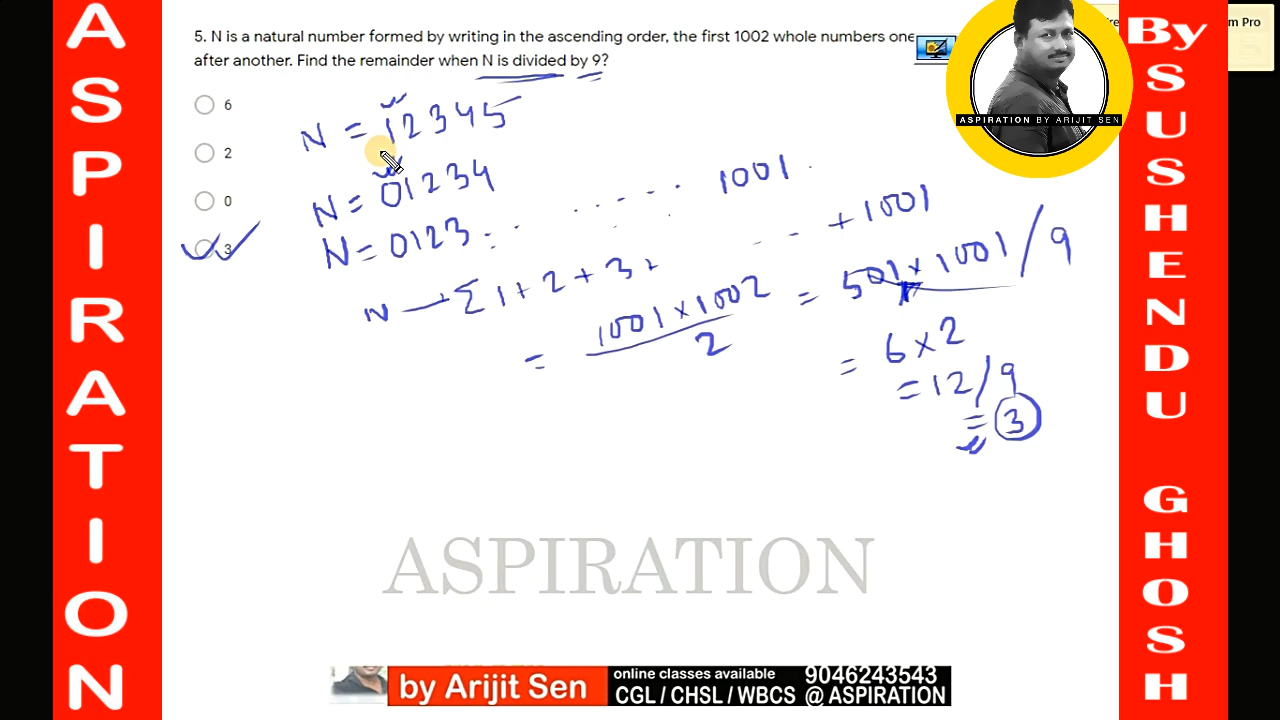 ASPIRATION
By SUSHENDU GHOSH
5. N is a natural number formed by writing in the ascending order, the first 1002 whole numbers one
after another. Find the remainder when N is divided by 9?
6
2
0
3
N = 12345
N = 01234
N = 0123 .. ..... 1001
N → Σ 1 + 2 + 3 + .. - + 1001
= 1001 × 1002 / 2 = 501 × 1001 / 9
= 6 × 2
= 12 / 9
= 3
ASPIRATION BY ARIJIT SEN
m Pro
ASPIRATION
by Arijit Sen
online classes available
CGL / CHSL / WBCS
9046243543
@ ASPIRATION